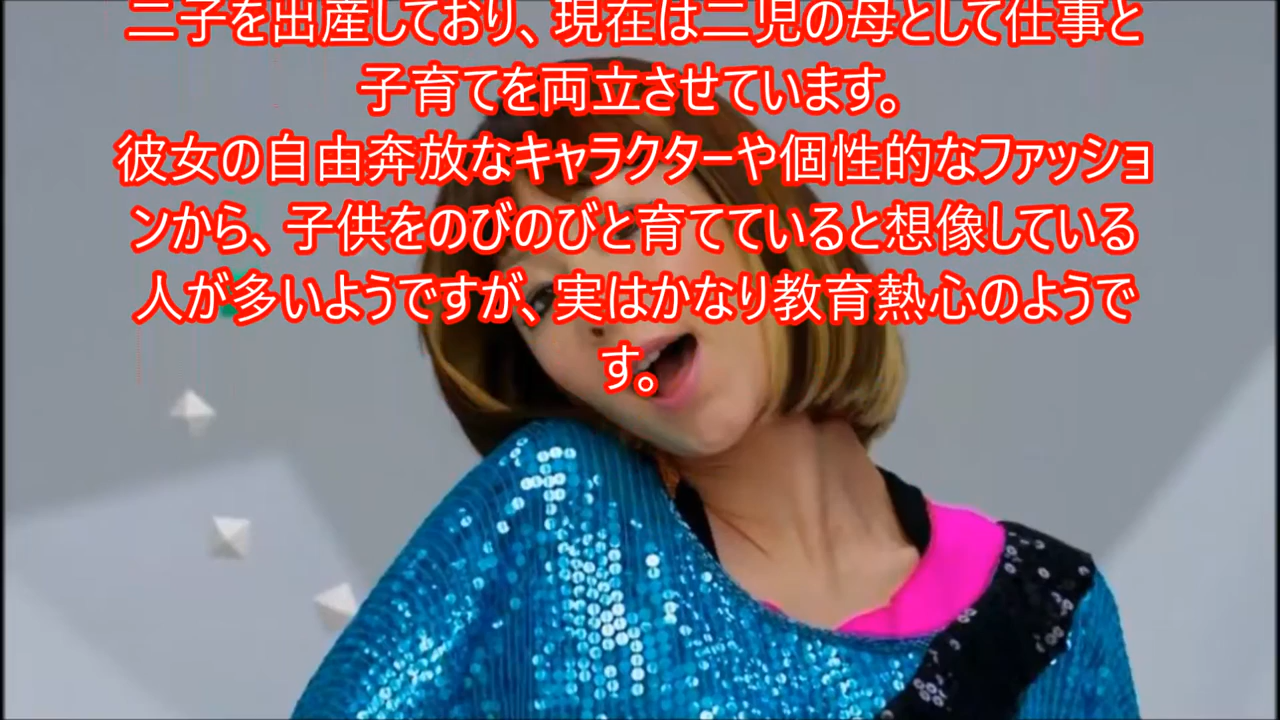 二子を出産しており、現在は二児の母として仕事と
子育てを両立させています。
彼女の自由奔放なキャラクターや個性的なファッショ
ンから、子供をのびのびと育てていると想像している
人が多いようですが、実はかなり教育熱心のようで
す。